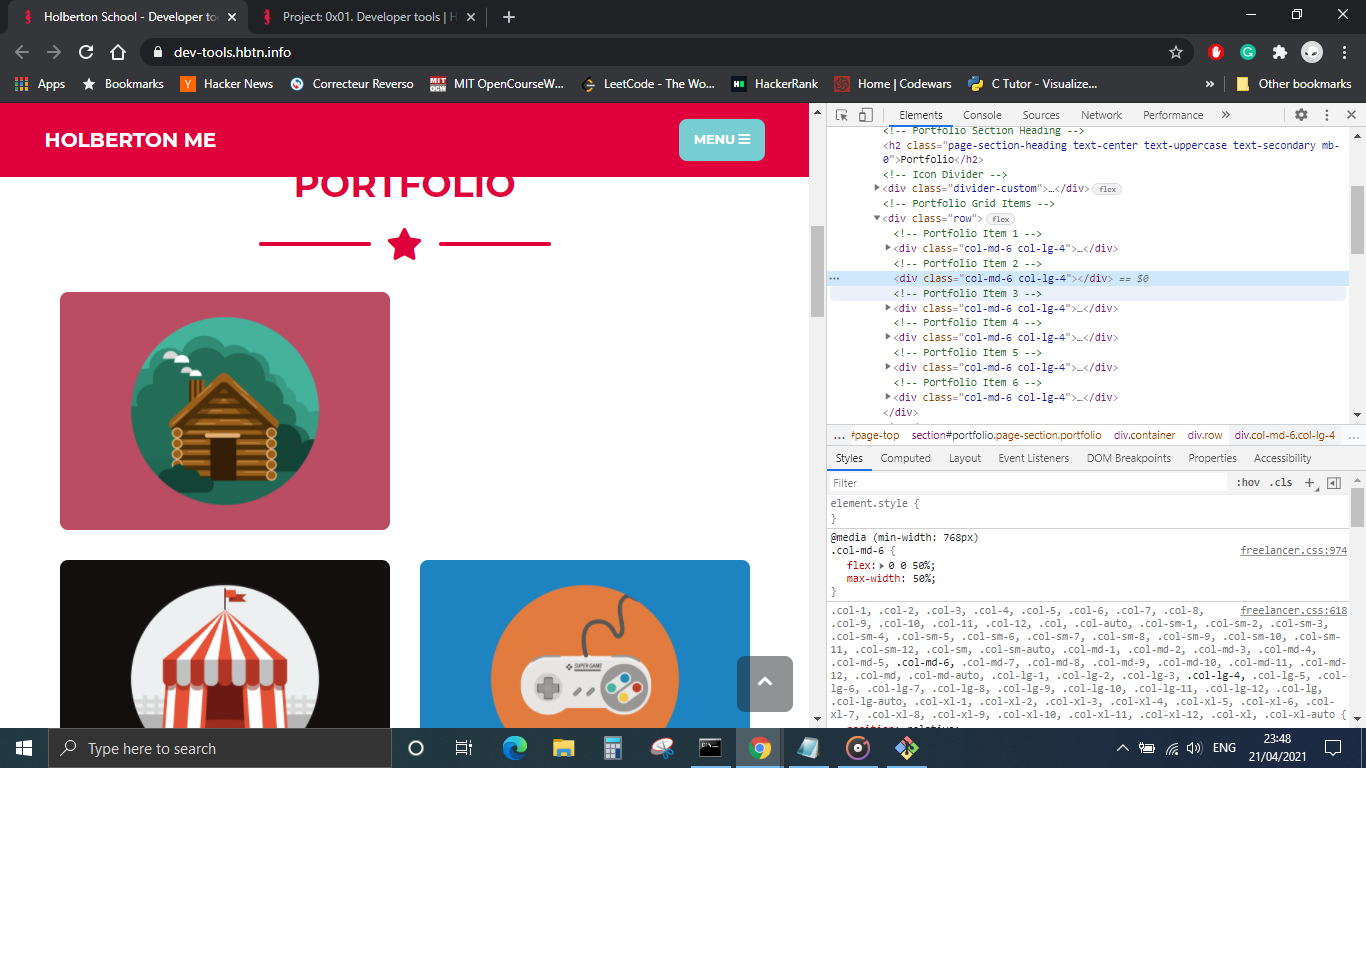 Holberton School - Developer to
Project: 0x01. Developer tools | H
dev-tools.hbtn.info
Apps
Bookmarks
Hacker News
Correcteur Reverso
MIT OpenCourseW...
LeetCode - The Wo...
HackerRank
Home | Codewars
C Tutor - Visualize...
»
Other bookmarks
HOLBERTON ME
MENU
PORTFOLIO
SUPER GAME
Elements
Console
Sources
Network
Performance
»
<!-- Portfolio Section Heading -->
<h2 class="page-section-heading text-center text-uppercase text-secondary mb-
0">Portfolio</h2>
<!-- Icon Divider -->
<div class="divider-custom">…</div> flex
<!-- Portfolio Grid Items -->
<div class="row"> flex
<!-- Portfolio Item 1 -->
<div class="col-md-6 col-lg-4">…</div>
<!-- Portfolio Item 2 -->
<div class="col-md-6 col-lg-4"></div> == $0
<!-- Portfolio Item 3 -->
<div class="col-md-6 col-lg-4">…</div>
<!-- Portfolio Item 4 -->
<div class="col-md-6 col-lg-4">…</div>
<!-- Portfolio Item 5 -->
<div class="col-md-6 col-lg-4">…</div>
<!-- Portfolio Item 6 -->
<div class="col-md-6 col-lg-4">…</div>
</div>
... #page-top section#portfolio.page-section.portfolio div.container div.row div.col-md-6.col-lg-4 ...
Styles Computed Layout Event Listeners DOM Breakpoints Properties Accessibility
Filter :hov .cls +
element.style {
}
@media (min-width: 768px)
.col-md-6 { freelancer.css:974
flex: 0 0 50%;
max-width: 50%;
}
.col-1, .col-2, .col-3, .col-4, .col-5, .col-6, .col-7, .col-8, freelancer.css:618
.col-9, .col-10, .col-11, .col-12, .col, .col-auto, .col-sm-1, .col-sm-2, .col-sm-3,
.col-sm-4, .col-sm-5, .col-sm-6, .col-sm-7, .col-sm-8, .col-sm-9, .col-sm-10, .col-sm-
11, .col-sm-12, .col-sm, .col-sm-auto, .col-md-1, .col-md-2, .col-md-3, .col-md-4,
.col-md-5, .col-md-6, .col-md-7, .col-md-8, .col-md-9, .col-md-10, .col-md-11, .col-md-
12, .col-md, .col-md-auto, .col-lg-1, .col-lg-2, .col-lg-3, .col-lg-4, .col-lg-5, .col-
lg-6, .col-lg-7, .col-lg-8, .col-lg-9, .col-lg-10, .col-lg-11, .col-lg-12, .col-lg,
.col-lg-auto, .col-xl-1, .col-xl-2, .col-xl-3, .col-xl-4, .col-xl-5, .col-xl-6, .col-
xl-7, .col-xl-8, .col-xl-9, .col-xl-10, .col-xl-11, .col-xl-12, .col-xl, .col-xl-auto {
Type here to search
ENG
23:48
21/04/2021